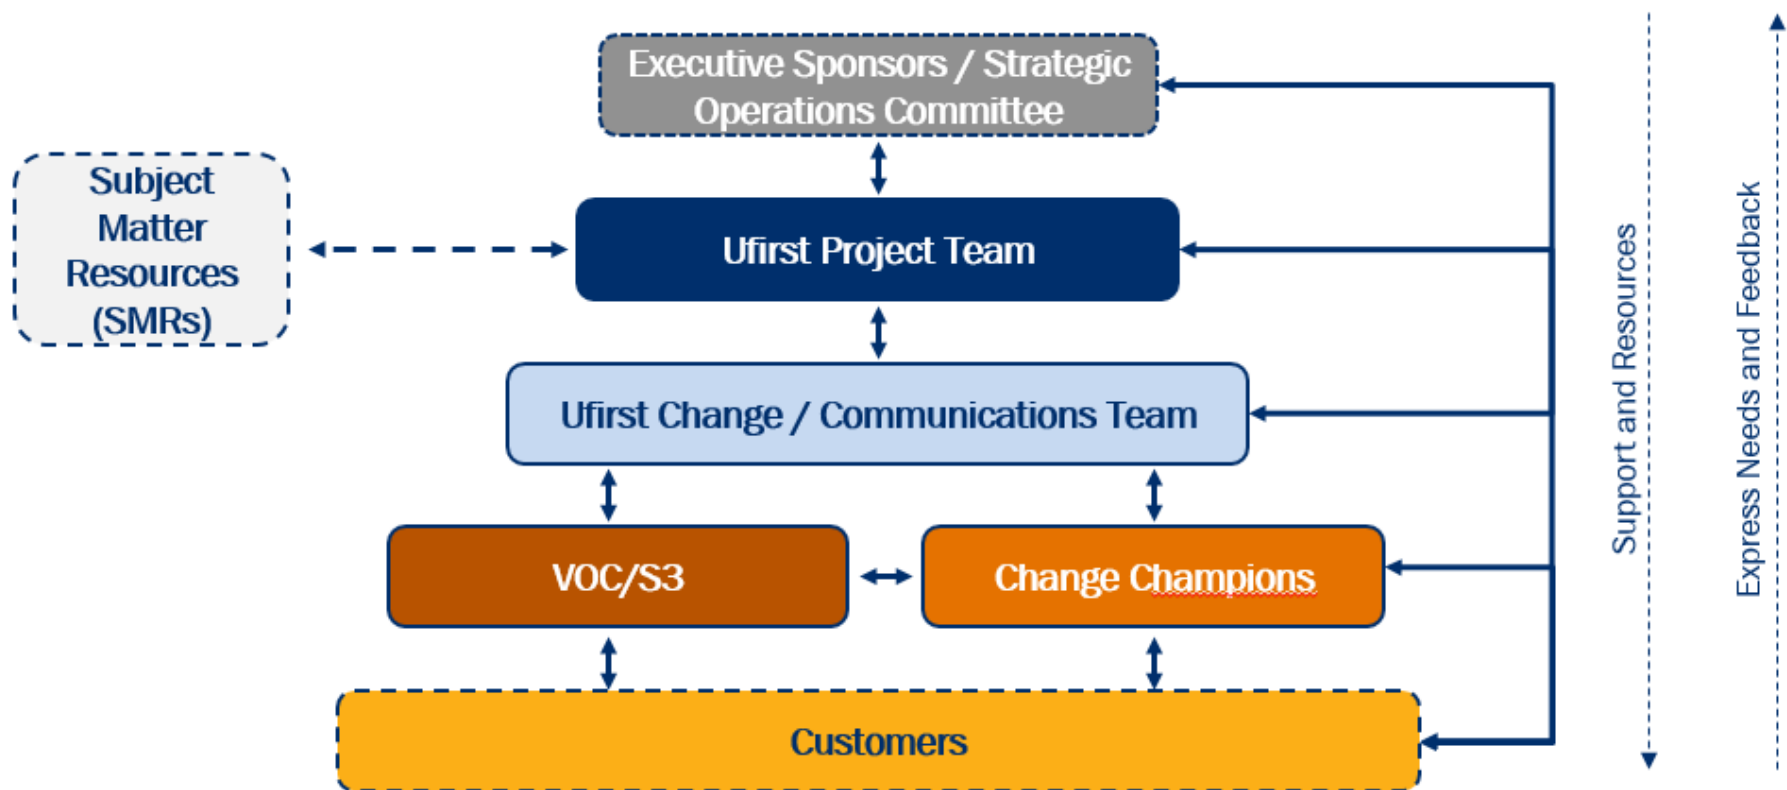 Executive Sponsors / Strategic
Operations Committee
Subject
Matter
Resources
(SMRs)
Ufirst Project Team
Ufirst Change / Communications Team
VOC/S3
Change Champions
Customers
Support and Resources
Express Needs and Feedback